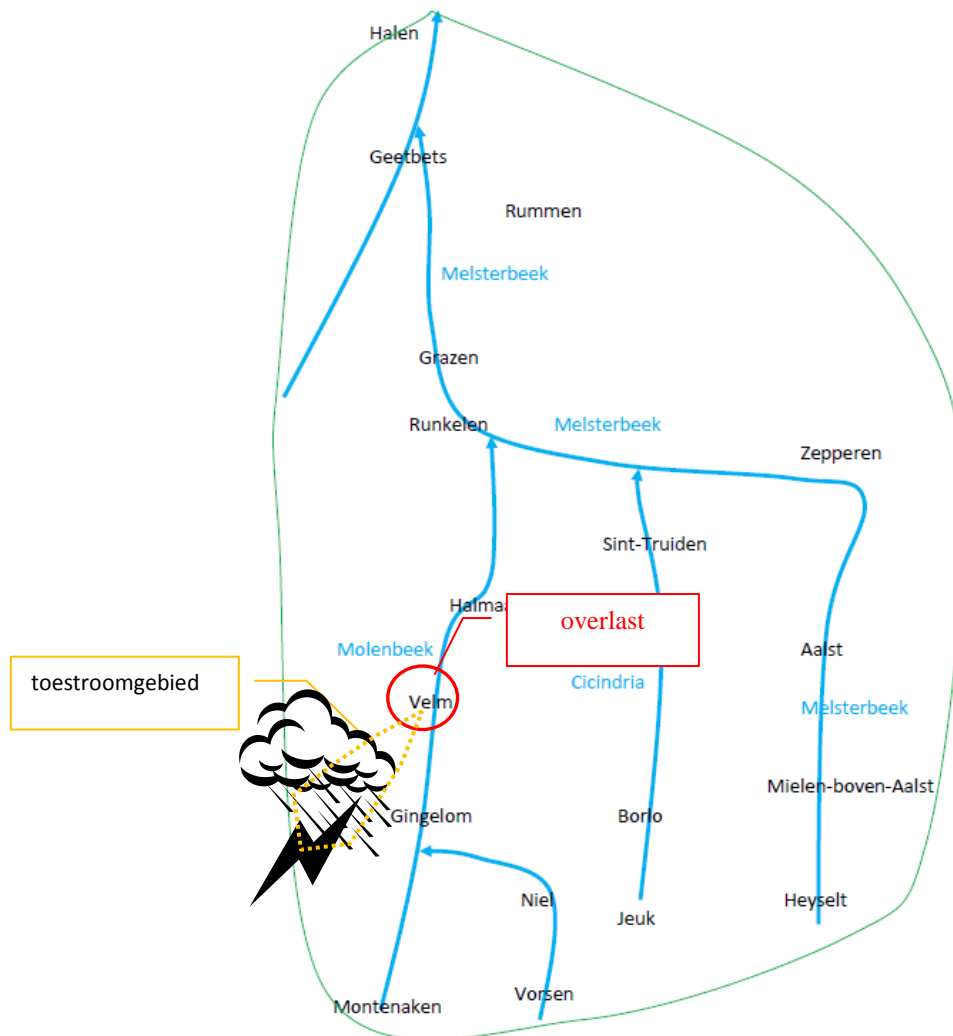 Halen
Geetbets
Rummen
Melsterbeek
Grazen
Runkelen
Melsterbeek
Zepperen
Sint-Truiden
Halmaa
overlast
Molenbeek
Aalst
toestroomgebied
Cicindria
Velm
Melsterbeek
Mielen-boven-Aalst
Gingelom
Borlo
Niel
Heyselt
Jeuk
Vorsen
Montenaken